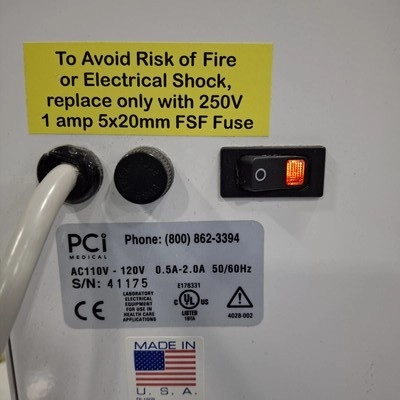 To Avoid Risk of Fire
or Electrical Shock,
replace only with 250V
1 amp 5x20mm FSF Fuse
PCi
MEDICAL
Phone: (800) 862-3394
AC110V - 120V 0.5A-2.0A 50/60Hz
S/N: 41175
CE
LABORATORY
ELECTRICAL
EQUIPMENT
FOR USE IN
HEALTH CARE
APPLICATIONS
E178331
C UL US
LISTED
4028-002
MADE IN
U. S. A.